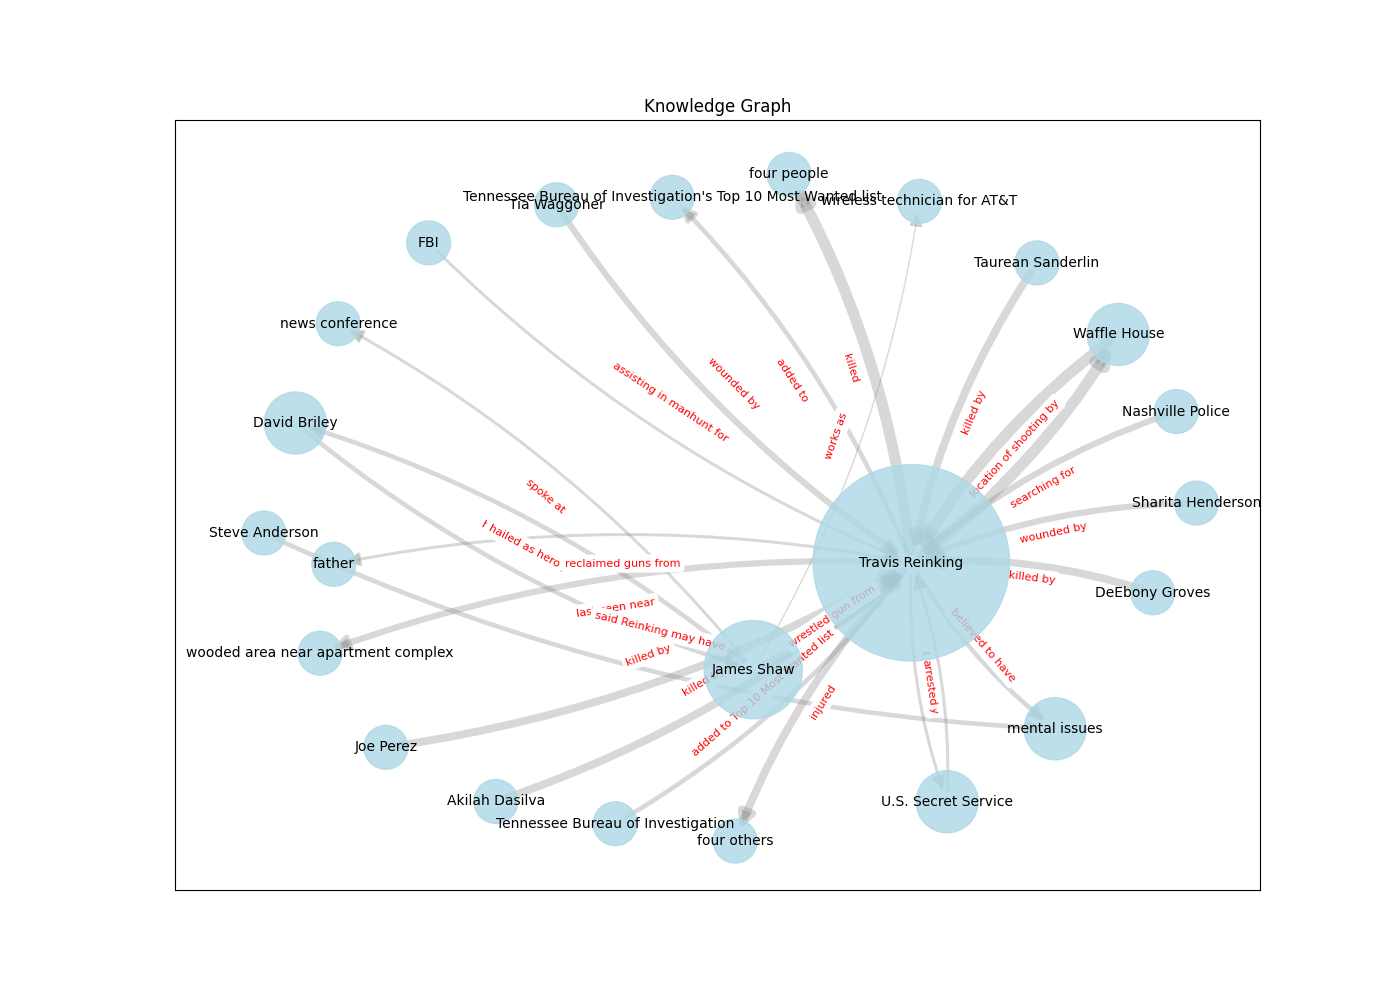 Knowledge Graph
four people
Tennessee Bureau of Investigation's Top 10 Most Wanted list
wireless technician for AT&T
Tia Waggoner
FBI
Taurean Sanderlin
news conference
Waffle House
killed
added to
wounded by
assisting in manhunt for
works as
killed by
location of shooting by
Nashville Police
David Briley
searching for
spoke at
Sharita Henderson
wounded by
Steve Anderson
hailed as hero
father
reclaimed guns from
Travis Reinking
killed by
DeEbony Groves
seen near
said Reinking may have
wrestled gun from
believed to have
killed by
wooded area near apartment complex
James Shaw
killed
added to Top 10 Most Wanted list
arrested
injured
mental issues
Joe Perez
Akilah Dasilva
U.S. Secret Service
Tennessee Bureau of Investigation
four others